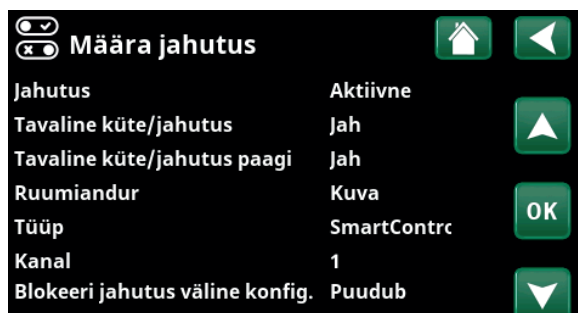 Määra jahutus
Jahutus Aktiivne
Tavaline küte/jahutus Jah
Tavaline küte/jahutus paagi Jah
Ruumiandur Kuva
OK
Tüüp SmartContrc
Kanal 1
Blokeeri jahutus väline konfig. Puudub